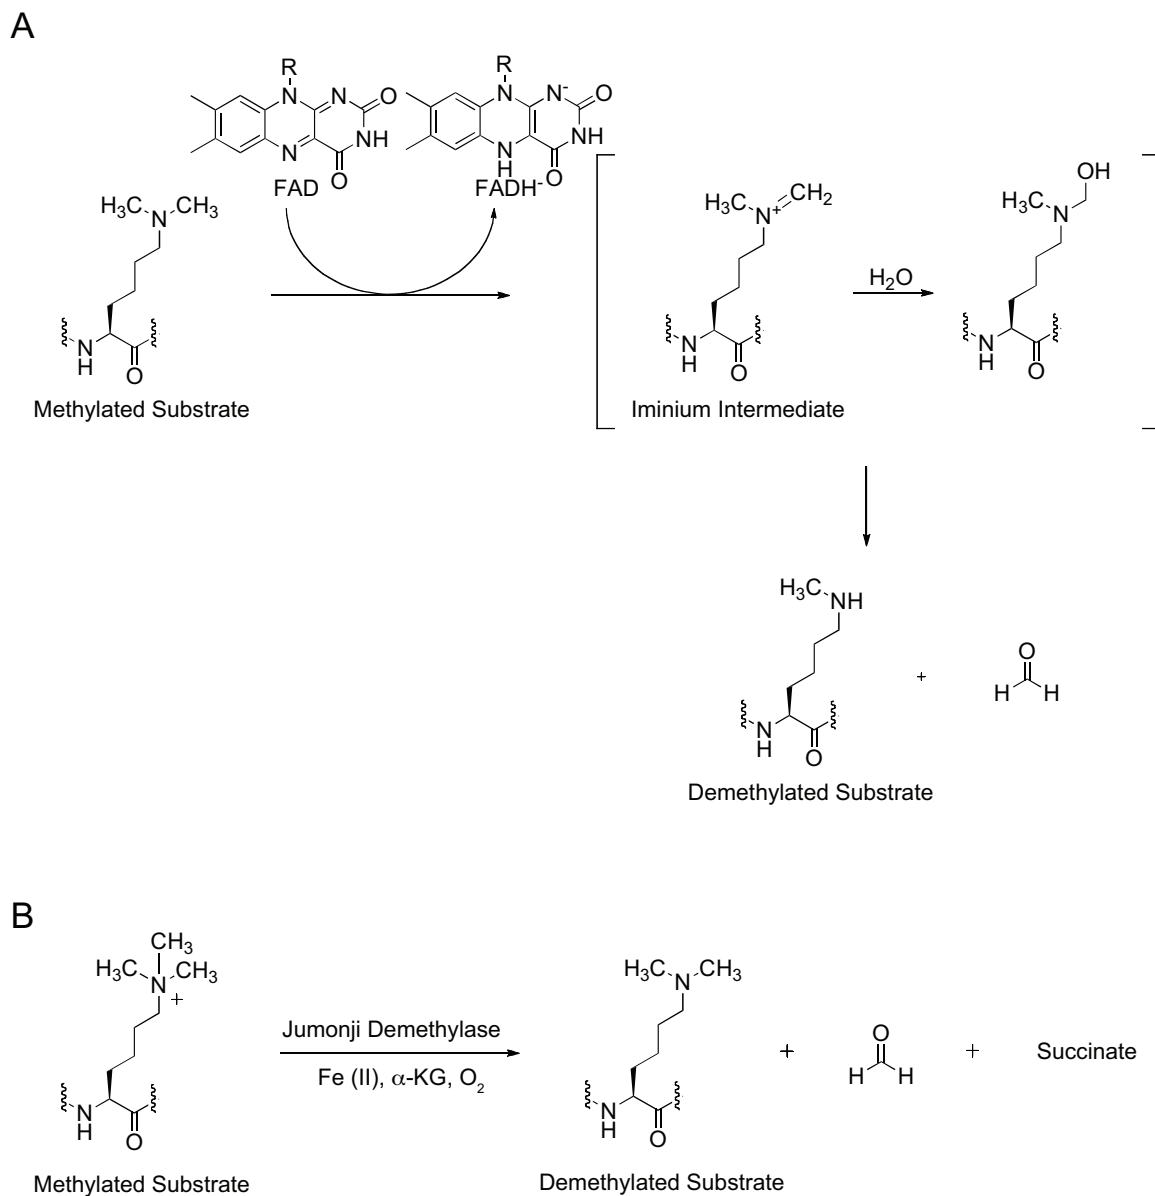 A
R
N
N
O
NH
N
O
FAD
R
N
N-
O
NH
N
H
O
FADH-
H₃C
N
CH₃
N
H
O
Methylated Substrate
H₃C
N+
CH₂
N
H
O
Iminium Intermediate
H₂O
OH
H₃C
N
N
H
O
H₃C
NH
N
H
O
Demethylated Substrate
+
O
H
H
B
CH₃
H₃C
N
CH₃
+
N
H
O
Methylated Substrate
Jumonji Demethylase
Fe (II), α-KG, O₂
H₃C
N
CH₃
N
H
O
Demethylated Substrate
+
O
H
H
+
Succinate